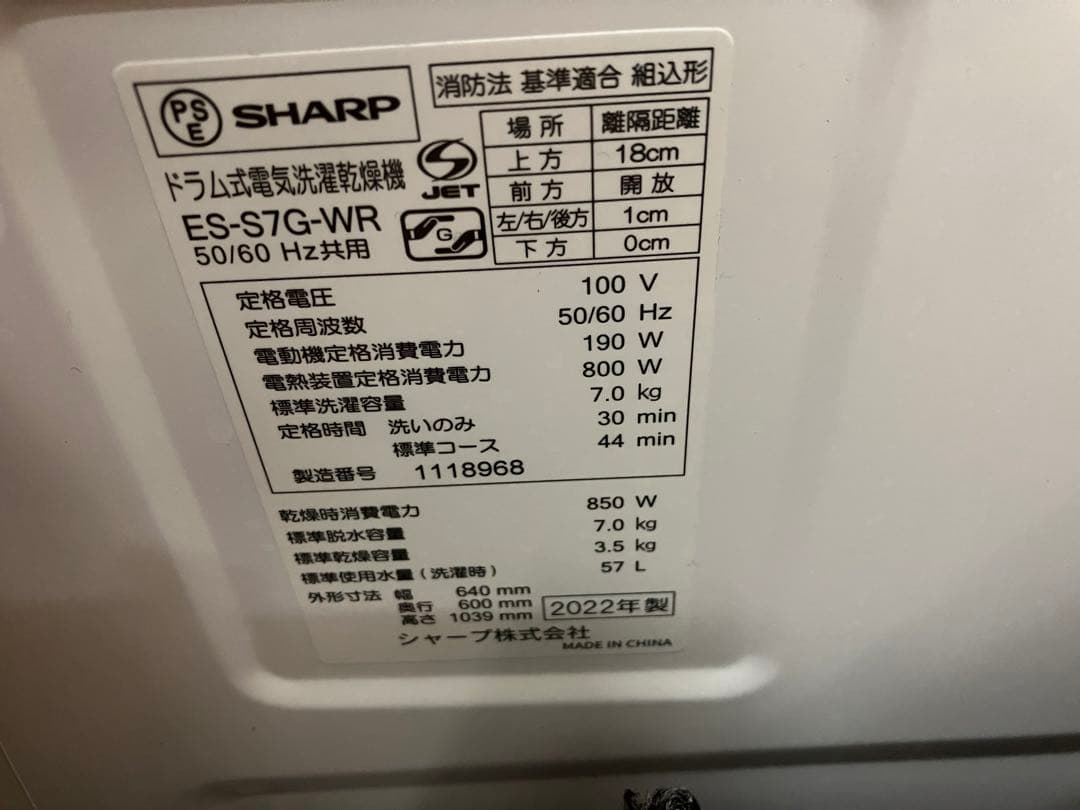 PSE SHARP
消防法 基準適合 組込形
場所 離隔距離
上方 18cm
前方 開放
左/右/後方 1cm
下方 0cm
ドラム式電気洗濯乾燥機
S JET
ES-S7G-WR
G
50/60 Hz共用
定格電圧 100 V
定格周波数 50/60 Hz
電動機定格消費電力 190 W
電熱装置定格消費電力 800 W
標準洗濯容量 7.0 kg
定格時間 洗いのみ 30 min
標準コース 44 min
製造番号 1118968
乾燥時消費電力 850 W
標準脱水容量 7.0 kg
標準乾燥容量 3.5 kg
標準使用水量(洗濯時) 57 L
外形寸法 幅 640 mm
奥行 600 mm
高さ 1039 mm
2022年製
シャープ株式会社
MADE IN CHINA